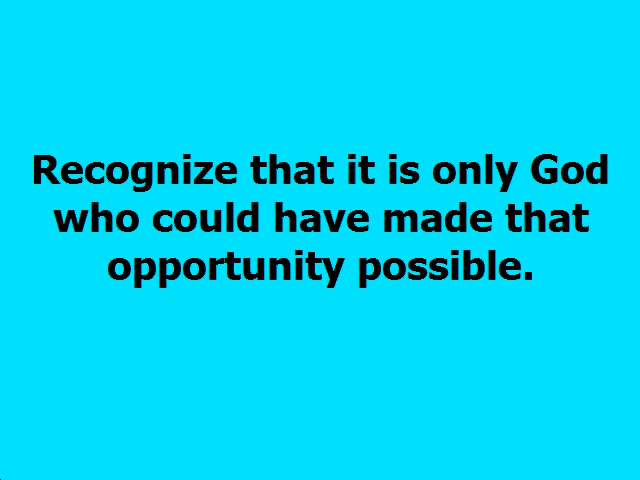 Recognize that it is only God
who could have made that
opportunity possible.